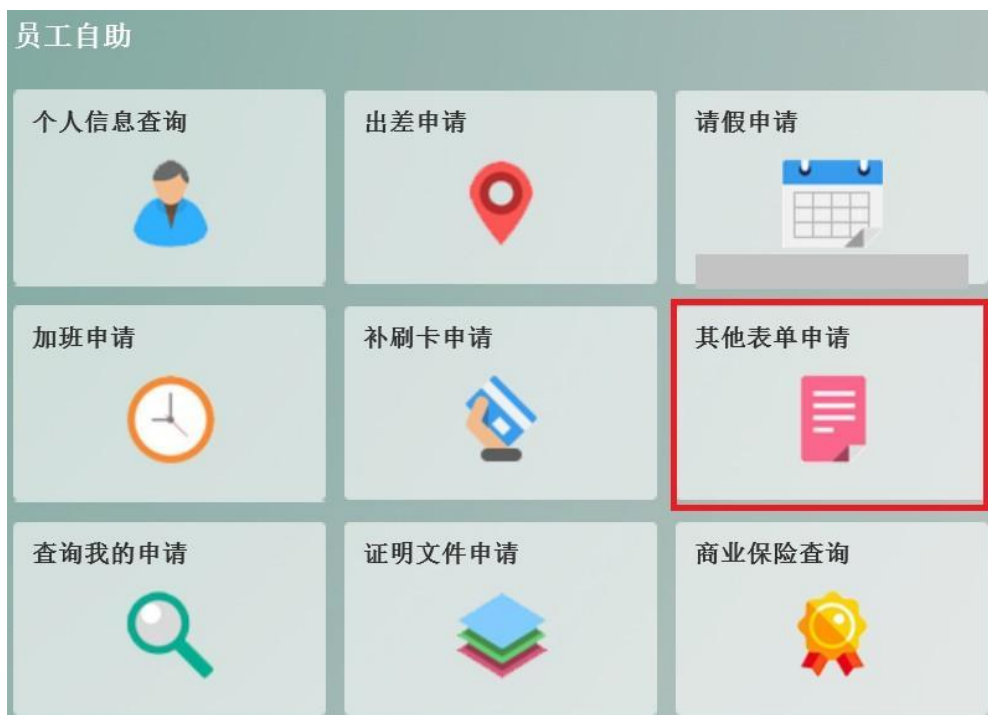 员工自助
个人信息查询
出差申请
请假申请
加班申请
补刷卡申请
其他表单申请
查询我的申请
证明文件申请
商业保险查询